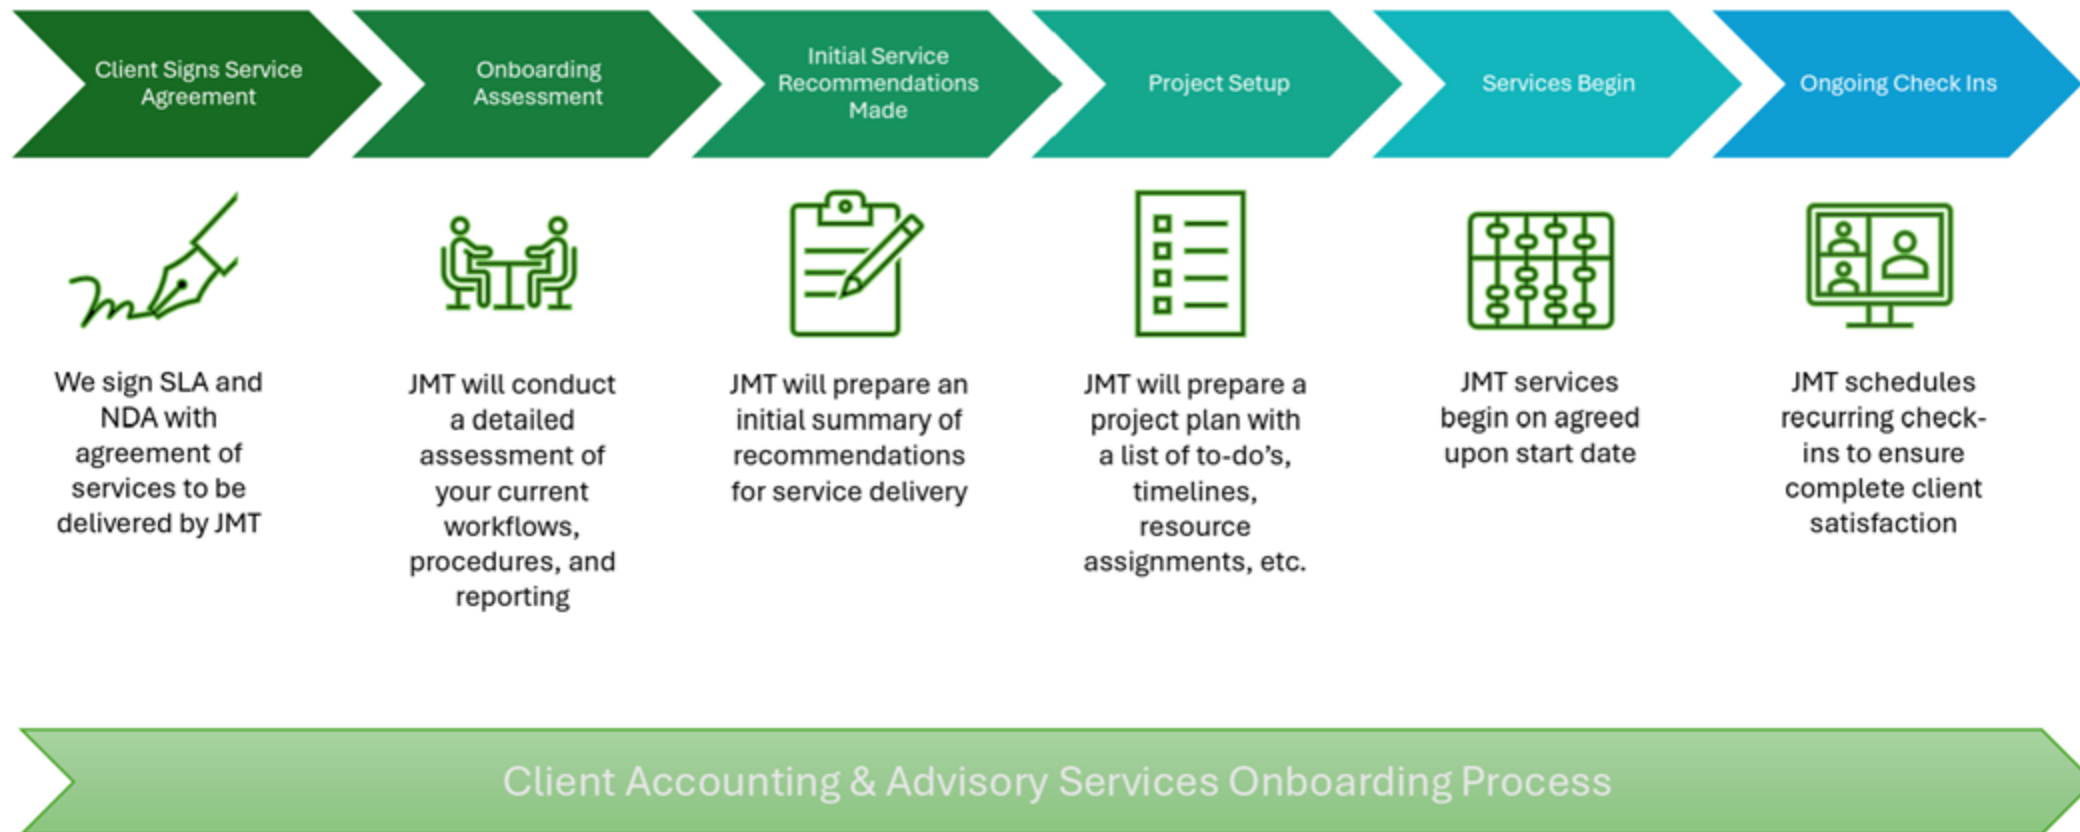 Client Signs Service
Agreement
Onboarding
Assessment
Initial Service
Recommendations
Made
Project Setup
Services Begin
Ongoing Check Ins
We sign SLA and
NDA with
agreement of
services to be
delivered by JMT
JMT will conduct
a detailed
assessment of
your current
workflows,
procedures, and
reporting
JMT will prepare an
initial summary of
recommendations
for service delivery
JMT will prepare a
project plan with
a list of to-do’s,
timelines,
resource
assignments, etc.
JMT services
begin on agreed
upon start date
JMT schedules
recurring check-
ins to ensure
complete client
satisfaction
Client Accounting & Advisory Services Onboarding Process